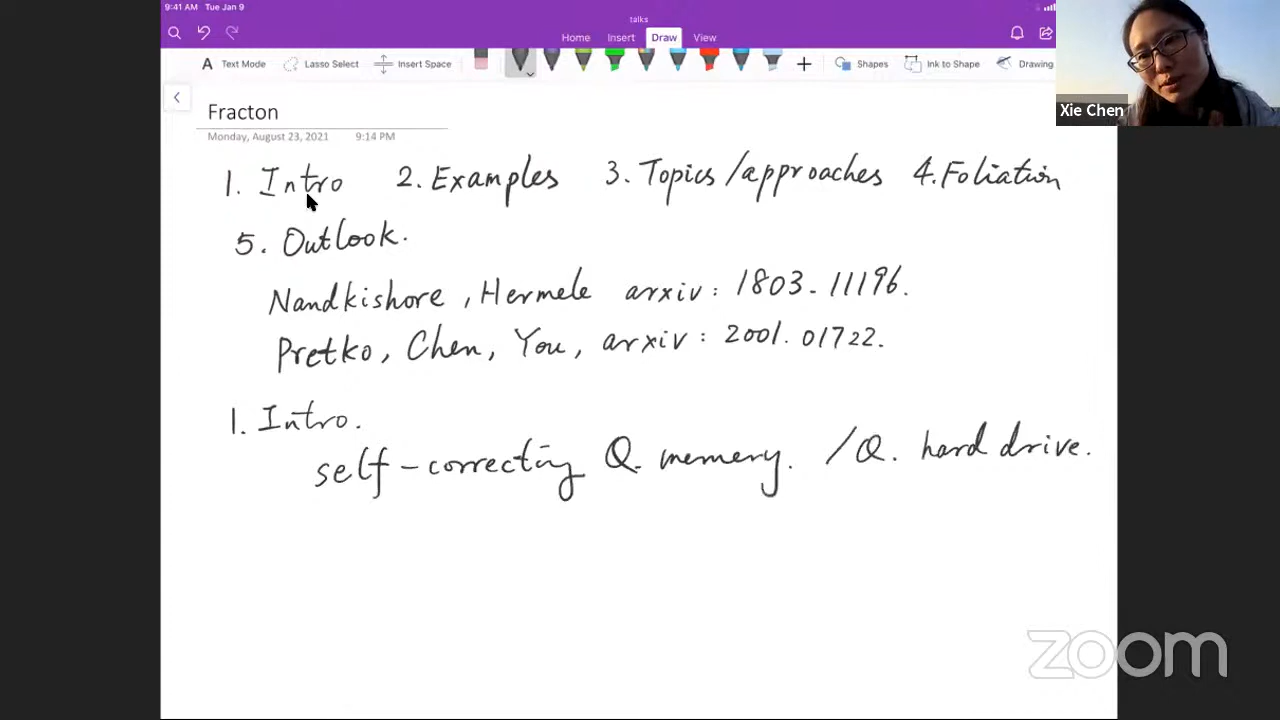 9:41 AM Tue Jan 9
talks
Home Insert Draw View
Text Mode Lasso Select Insert Space Shapes Ink to Shape Drawing
Xie Chen
Fracton
Monday, August 23, 2021 9:14 PM
1. Intro 2. Examples 3. Topics/approaches 4. Foliation
5. Outlook.
Nandkishore, Hermele arxiv: 1803.11196.
Pretko, Chen, You, arxiv: 2001.01722.
1. Intro.
self-correcting Q. memery. / Q. hard drive.
zoom